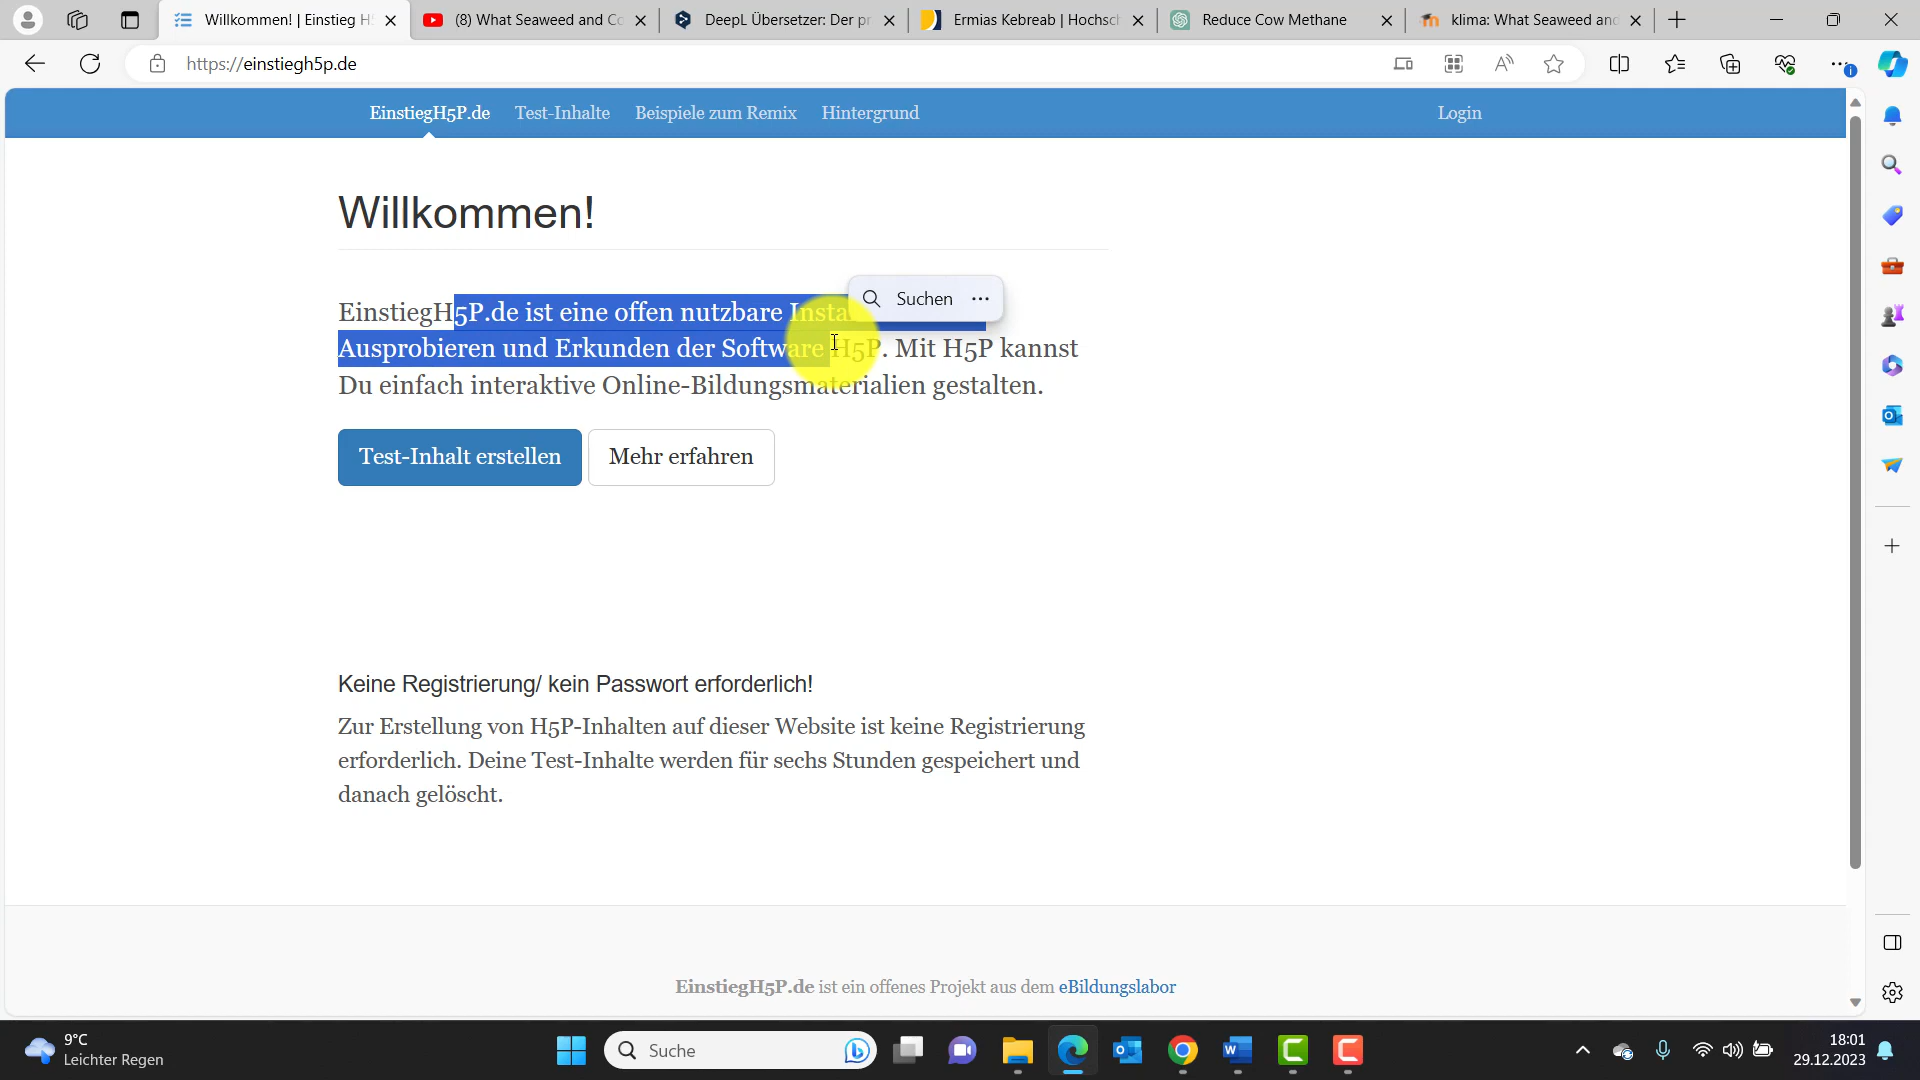 Willkommen! | Einstieg H
(8) What Seaweed and Co
DeepL Übersetzer: Der pr
Ermias Kebreab | Hochsch
Reduce Cow Methane
klima: What Seaweed and
https://einstiegh5p.de
EinstiegH5P.de
Test-Inhalte
Beispiele zum Remix
Hintergrund
Login
Willkommen!
Suchen
EinstiegH5P.de ist eine offen nutzbare
Ausprobieren und Erkunden der Software H5P. Mit H5P kannst
Du einfach interaktive Online-Bildungsmaterialien gestalten.
Test-Inhalt erstellen
Mehr erfahren
Keine Registrierung/ kein Passwort erforderlich!
Zur Erstellung von H5P-Inhalten auf dieser Website ist keine Registrierung
erforderlich. Deine Test-Inhalte werden für sechs Stunden gespeichert und
danach gelöscht.
EinstiegH5P.de ist ein offenes Projekt aus dem eBildungslabor
9°C
Leichter Regen
Suche
18:01
29.12.2023